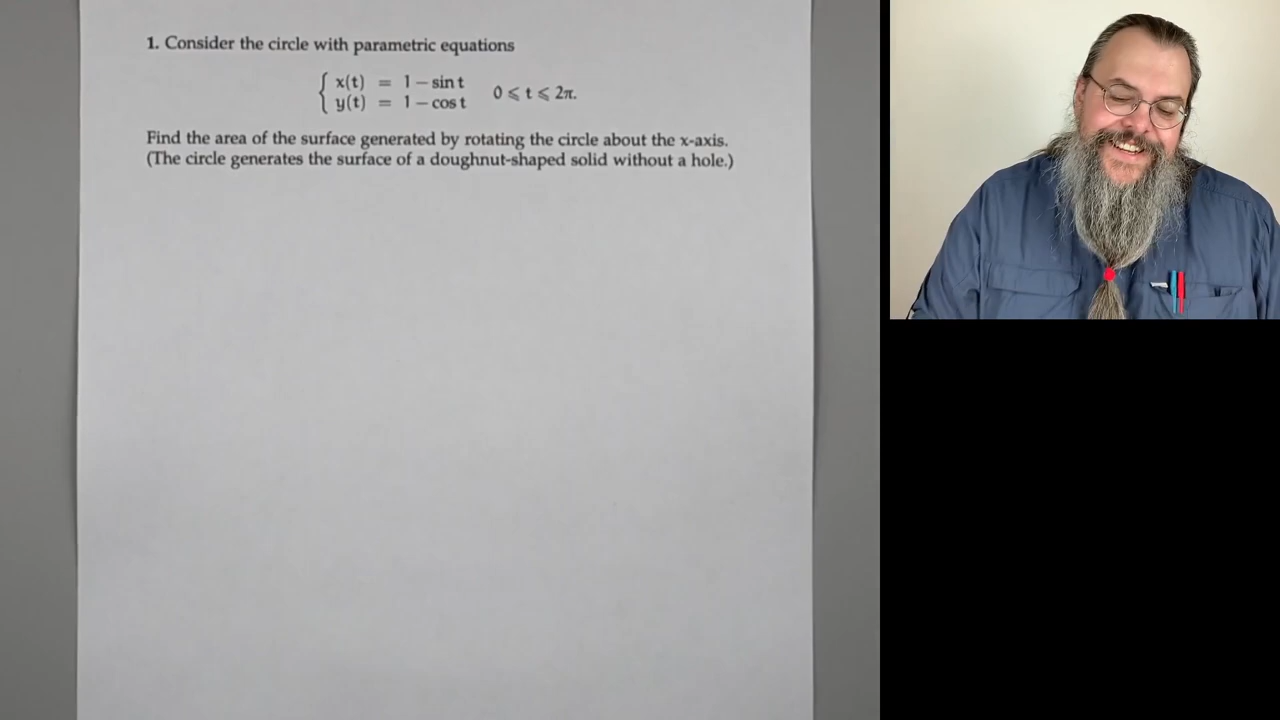 1. Consider the circle with parametric equations
x(t) = 1 − sin t
0 ⩽ t ⩽ 2π.
y(t) = 1 − cos t
Find the area of the surface generated by rotating the circle about the x-axis.
(The circle generates the surface of a doughnut-shaped solid without a hole.)